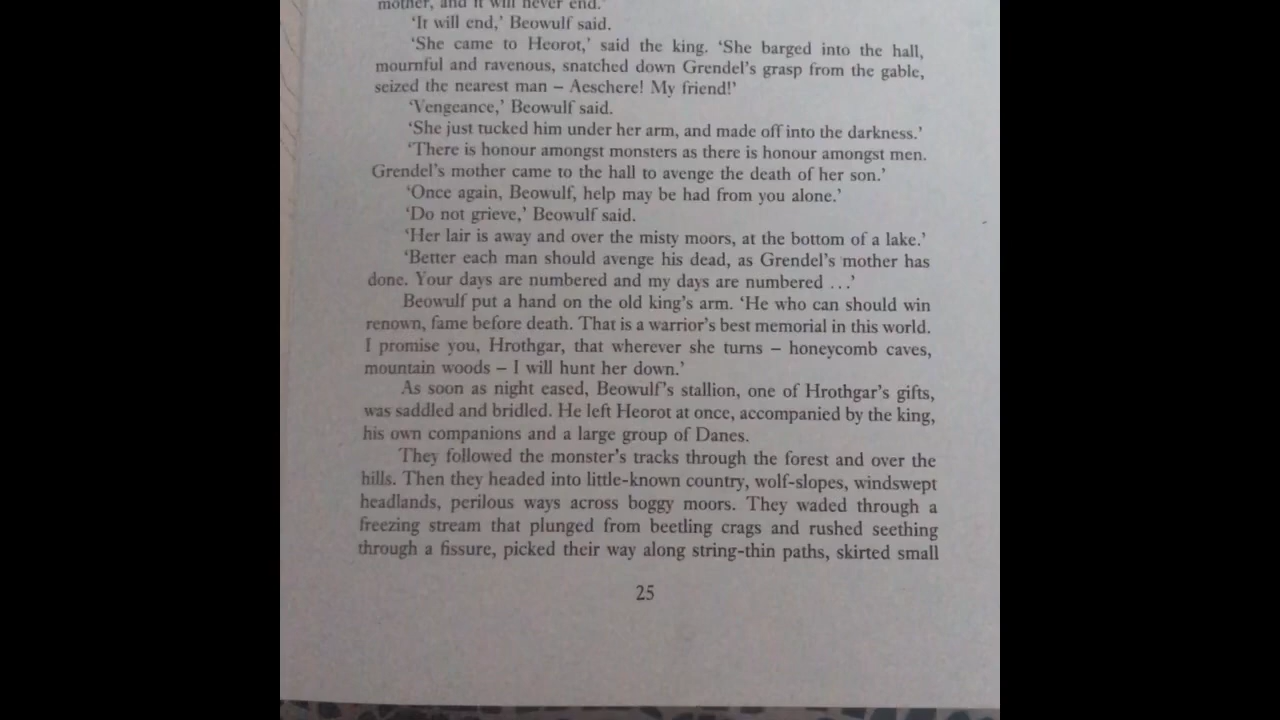 mother, and it will never end.'
'It will end,' Beowulf said.
'She came to Heorot,' said the king. 'She barged into the hall,
mournful and ravenous, snatched down Grendel's grasp from the gable,
seized the nearest man – Aeschere! My friend!'
'Vengeance,' Beowulf said.
'She just tucked him under her arm, and made off into the darkness.'
'There is honour amongst monsters as there is honour amongst men.
Grendel's mother came to the hall to avenge the death of her son.'
'Once again, Beowulf, help may be had from you alone.'
'Do not grieve,' Beowulf said.
'Her lair is away and over the misty moors, at the bottom of a lake.'
'Better each man should avenge his dead, as Grendel's mother has
done. Your days are numbered and my days are numbered ...'
Beowulf put a hand on the old king's arm. 'He who can should win
renown, fame before death. That is a warrior's best memorial in this world.
I promise you, Hrothgar, that wherever she turns – honeycomb caves,
mountain woods – I will hunt her down.'
As soon as night eased, Beowulf's stallion, one of Hrothgar's gifts,
was saddled and bridled. He left Heorot at once, accompanied by the king,
his own companions and a large group of Danes.
They followed the monster's tracks through the forest and over the
hills. Then they headed into little-known country, wolf-slopes, windswept
headlands, perilous ways across boggy moors. They waded through a
freezing stream that plunged from beetling crags and rushed seething
through a fissure, picked their way along string-thin paths, skirted small
25